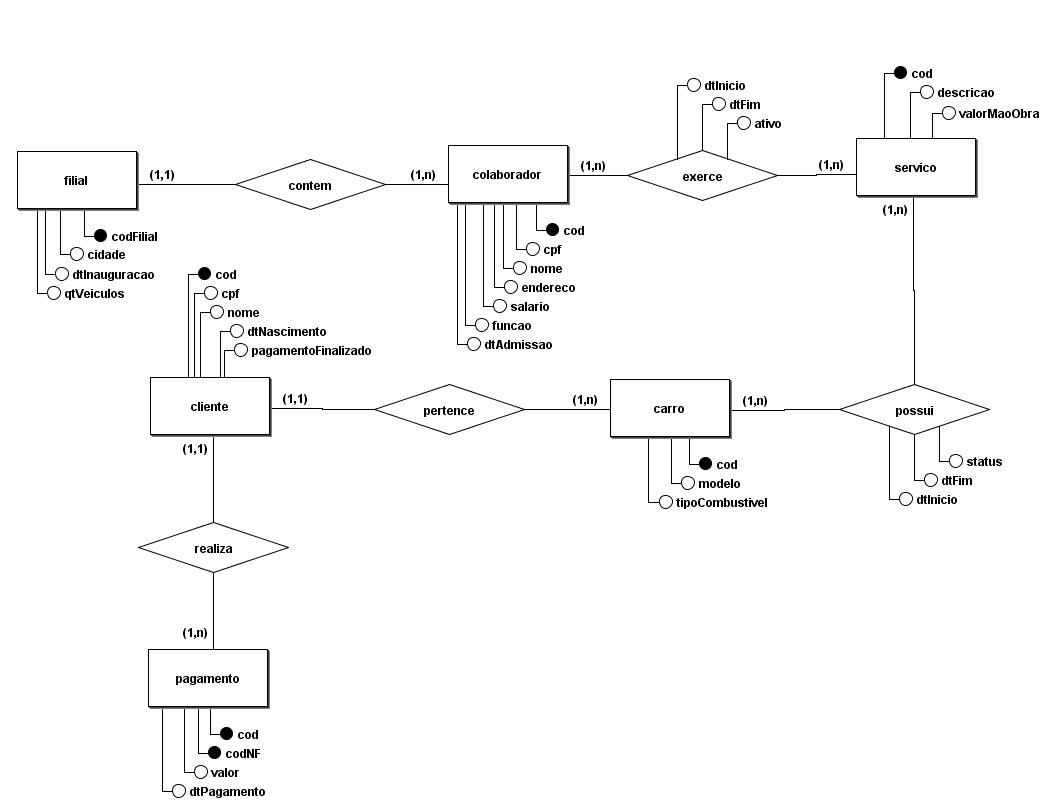 cod
descricao
valorMaoObra
dtInicio
dtFim
ativo
filial
(1,1)
contem
(1,n)
colaborador
(1,n)
exerce
(1,n)
servico
(1,n)
codFilial
cidade
dtInauguracao
qtVeiculos
cod
cpf
nome
endereco
salario
funcao
dtAdmissao
cod
cpf
nome
dtNascimento
pagamentoFinalizado
cliente
(1,1)
pertence
(1,n)
carro
(1,n)
possui
(1,1)
cod
modelo
tipoCombustivel
status
dtFim
dtInicio
realiza
(1,n)
pagamento
cod
codNF
valor
dtPagamento